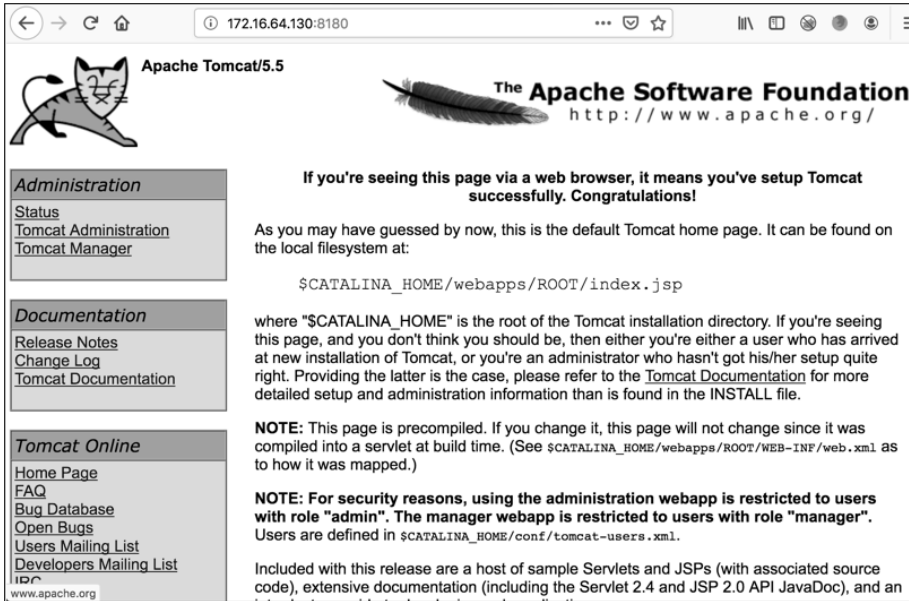 172.16.64.130:8180
Apache Tomcat/5.5
The Apache Software Foundation
http://www.apache.org/
Administration
Status
Tomcat Administration
Tomcat Manager
Documentation
Release Notes
Change Log
Tomcat Documentation
Tomcat Online
Home Page
FAQ
Bug Database
Open Bugs
Users Mailing List
Developers Mailing List
IRC
www.apache.org
If you're seeing this page via a web browser, it means you've setup Tomcat
successfully. Congratulations!
As you may have guessed by now, this is the default Tomcat home page. It can be found on
the local filesystem at:
$CATALINA_HOME/webapps/ROOT/index.jsp
where "$CATALINA_HOME" is the root of the Tomcat installation directory. If you're seeing
this page, and you don't think you should be, then either you're either a user who has arrived
at new installation of Tomcat, or you're an administrator who hasn't got his/her setup quite
right. Providing the latter is the case, please refer to the Tomcat Documentation for more
detailed setup and administration information than is found in the INSTALL file.
NOTE: This page is precompiled. If you change it, this page will not change since it was
compiled into a servlet at build time. (See $CATALINA_HOME/webapps/ROOT/WEB-INF/web.xml as
to how it was mapped.)
NOTE: For security reasons, using the administration webapp is restricted to users
with role "admin". The manager webapp is restricted to users with role "manager".
Users are defined in $CATALINA_HOME/conf/tomcat-users.xml.
Included with this release are a host of sample Servlets and JSPs (with associated source
code), extensive documentation (including the Servlet 2.4 and JSP 2.0 API JavaDoc), and an